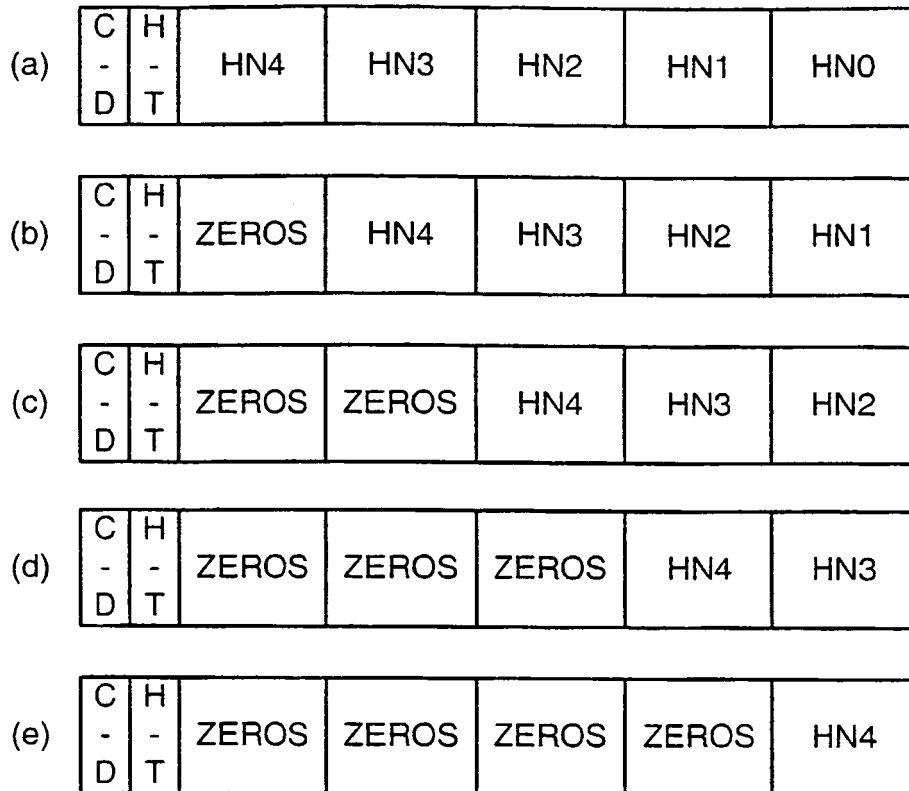 C H
(a) - - HN4 HN3 HN2 HN1 HN0
D T
C H
(b) - - ZEROS HN4 HN3 HN2 HN1
D T
C H
(c) - - ZEROS ZEROS HN4 HN3 HN2
D T
C H
(d) - - ZEROS ZEROS ZEROS HN4 HN3
D T
C H
(e) - - ZEROS ZEROS ZEROS ZEROS HN4
D T